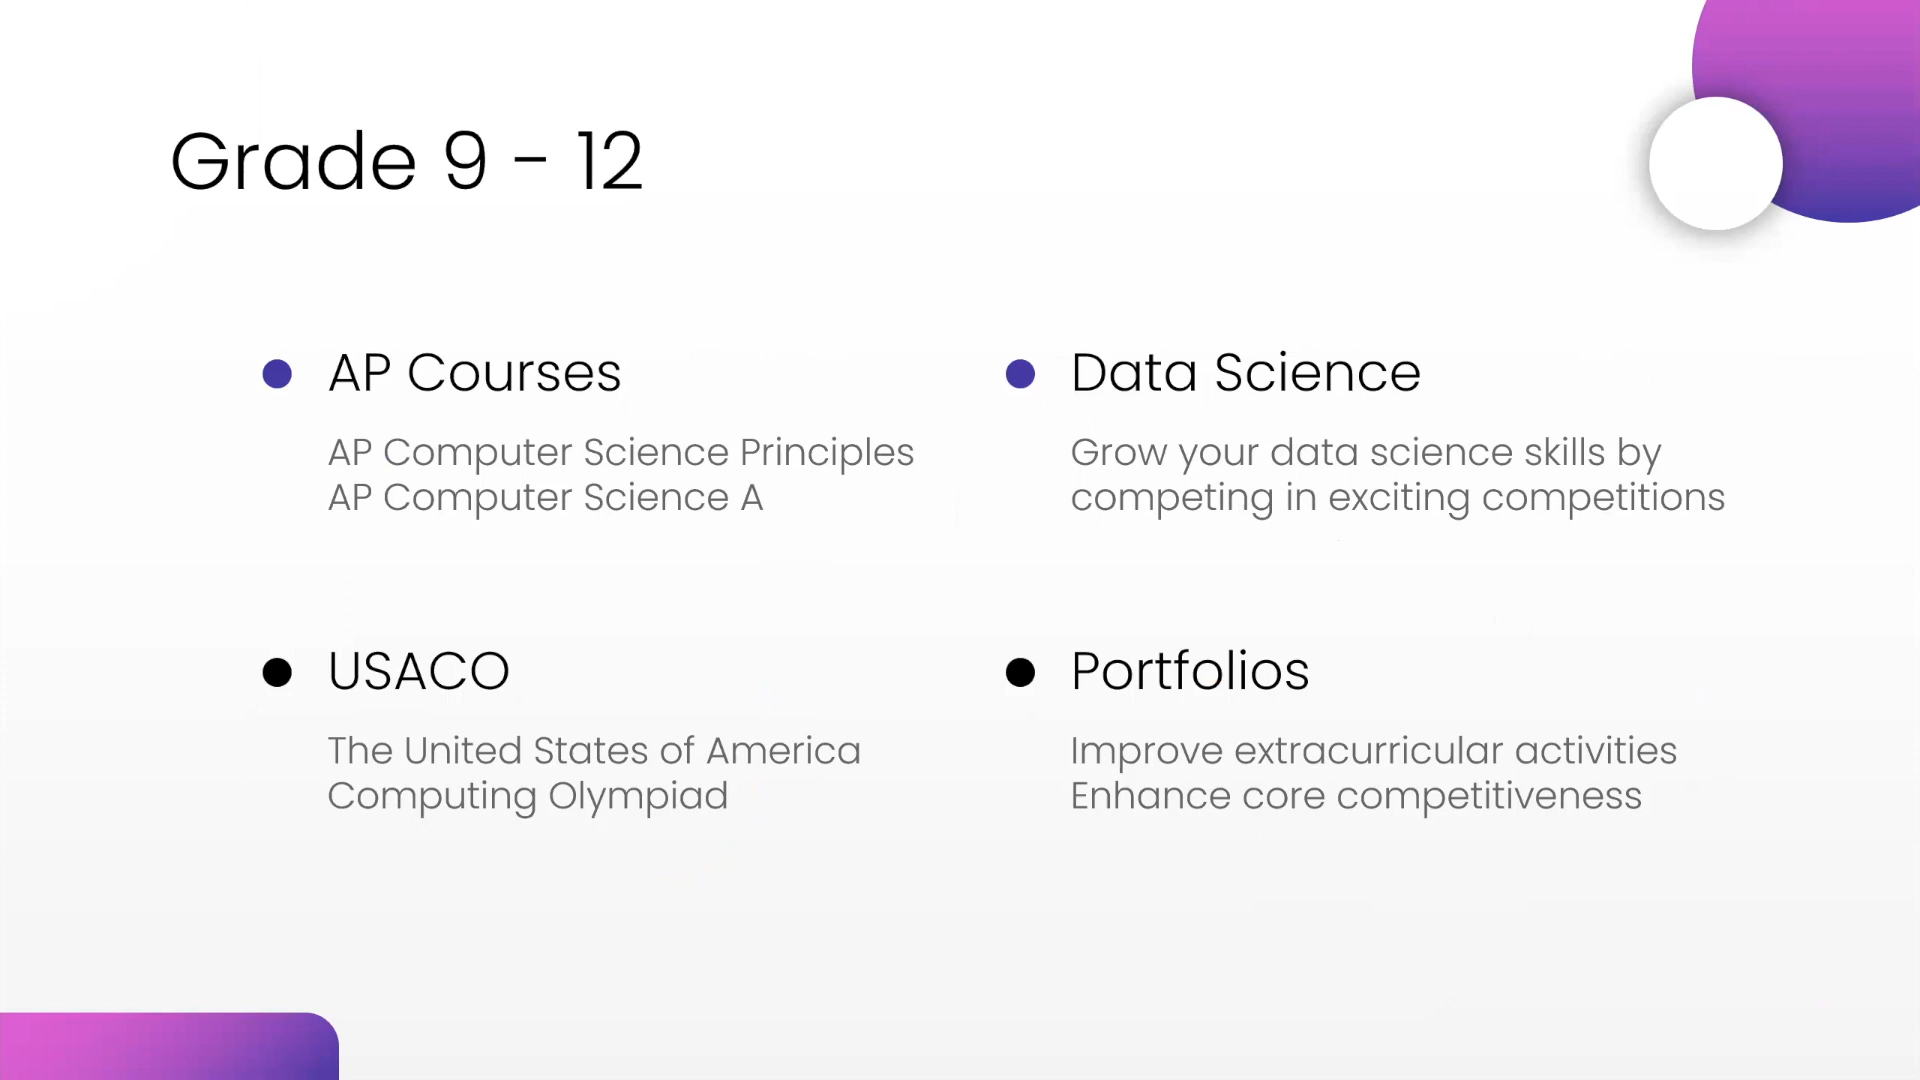 Grade 9 - 12
AP Courses
AP Computer Science Principles
AP Computer Science A
Data Science
Grow your data science skills by
competing in exciting competitions
USACO
The United States of America
Computing Olympiad
Portfolios
Improve extracurricular activities
Enhance core competitiveness